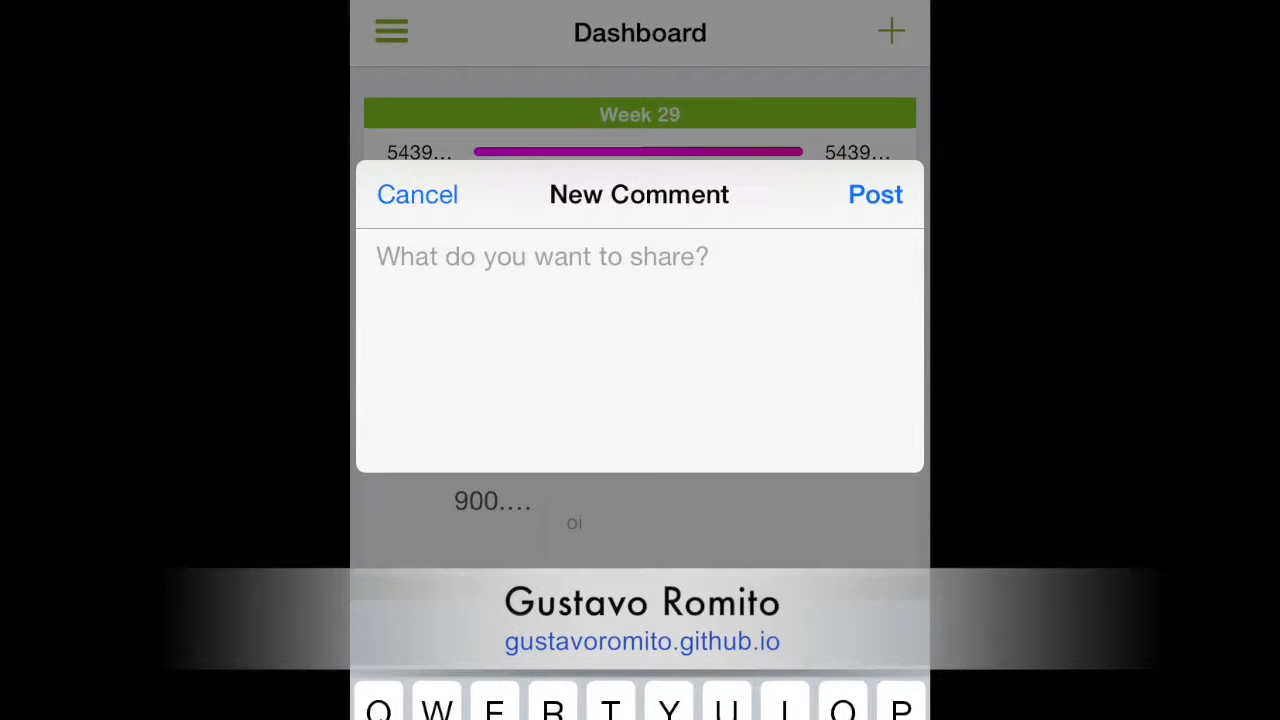 Dashboard
Week 29
5439... 5439...
Cancel New Comment Post
What do you want to share?
900....
oi
Gustavo Romito
gustavoromito.github.io
Q W E R T Y U I O P